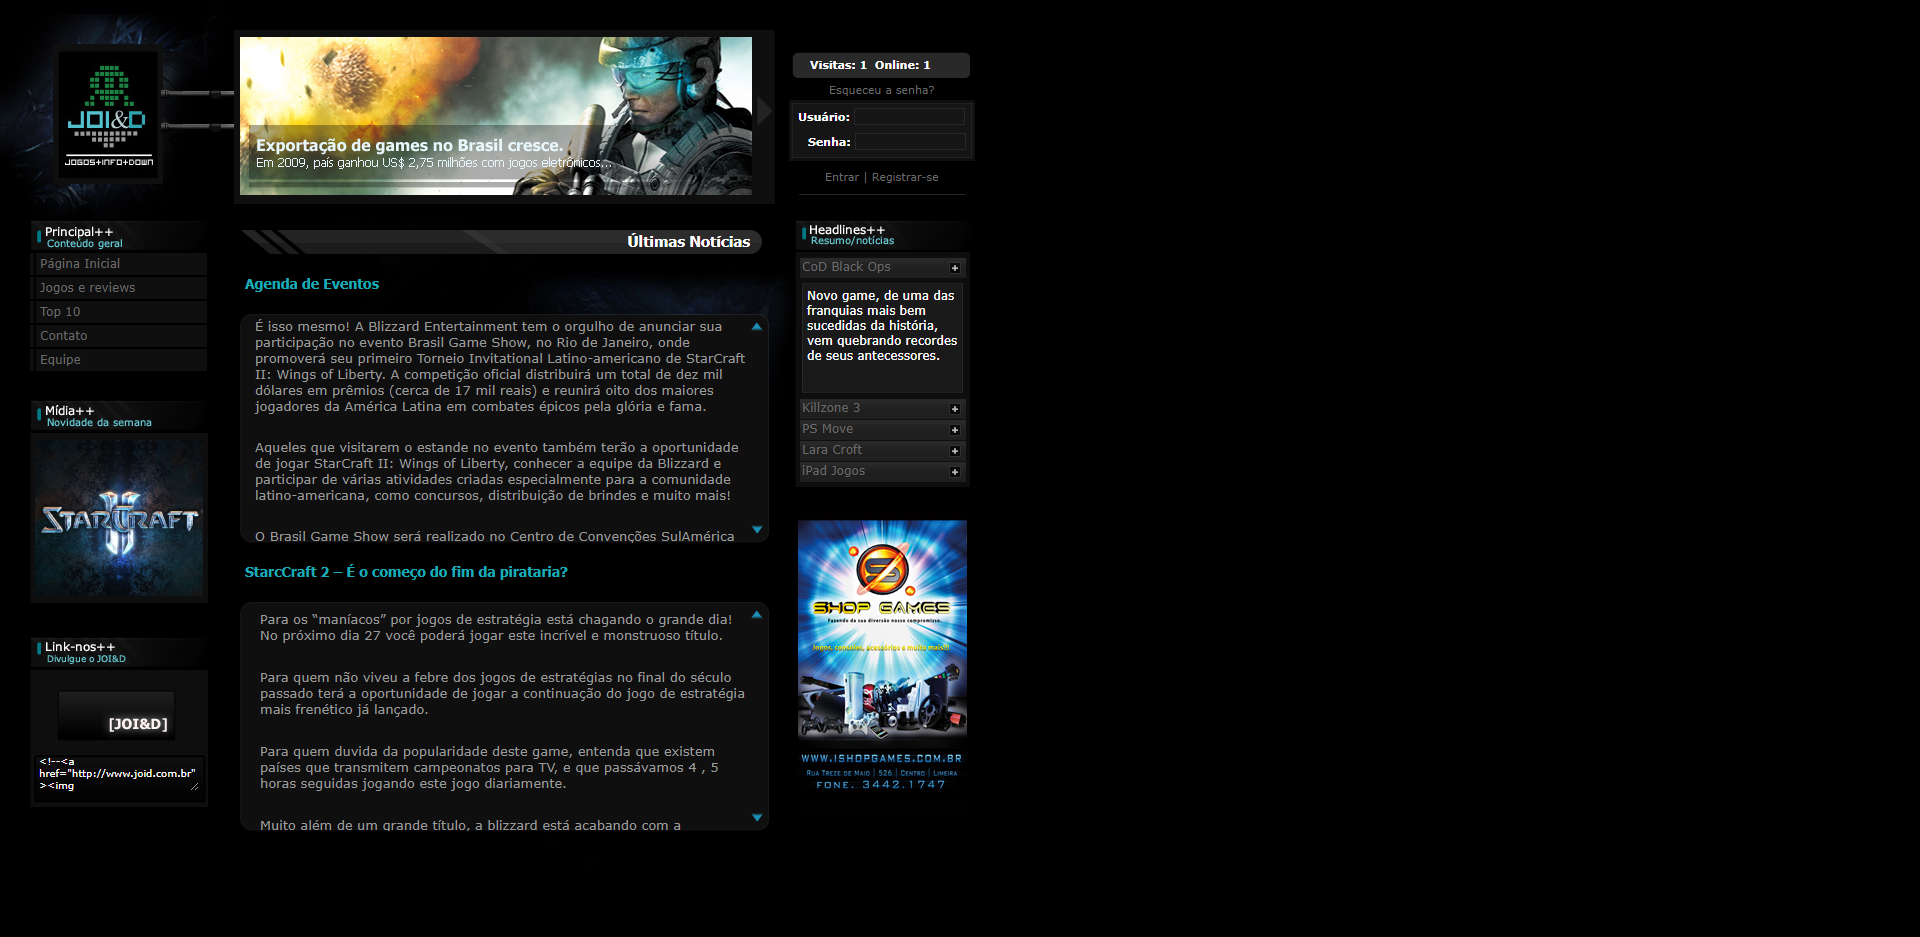 JOI&D
JOGOS+INFO+DOWN
Exportação de games no Brasil cresce.
Em 2009, país ganhou US$ 2,75 milhões com jogos eletrônicos...
Visitas: 1 Online: 1
Esqueceu a senha?
Usuário:
Senha:
Entrar | Registrar-se
Principal++
Conteúdo geral
Página Inicial
Jogos e reviews
Top 10
Contato
Equipe
Mídia++
Novidade da semana
STARCRAFT
II
Link-nos++
Divulgue o JOI&D
[JOI&D]
<!--<a
href="http://www.joid.com.br"
><img
Últimas Notícias
Agenda de Eventos
É isso mesmo! A Blizzard Entertainment tem o orgulho de anunciar sua
participação no evento Brasil Game Show, no Rio de Janeiro, onde
promoverá seu primeiro Torneio Invitational Latino-americano de StarCraft
II: Wings of Liberty. A competição oficial distribuirá um total de dez mil
dólares em prêmios (cerca de 17 mil reais) e reunirá oito dos maiores
jogadores da América Latina em combates épicos pela glória e fama.
Aqueles que visitarem o estande no evento também terão a oportunidade
de jogar StarCraft II: Wings of Liberty, conhecer a equipe da Blizzard e
participar de várias atividades criadas especialmente para a comunidade
latino-americana, como concursos, distribuição de brindes e muito mais!
O Brasil Game Show será realizado no Centro de Convenções SulAmérica
StarcCraft 2 – É o começo do fim da pirataria?
Para os “maníacos” por jogos de estratégia está chagando o grande dia!
No próximo dia 27 você poderá jogar este incrível e monstruoso título.
Para quem não viveu a febre dos jogos de estratégias no final do século
passado terá a oportunidade de jogar a continuação do jogo de estratégia
mais frenético já lançado.
Para quem duvida da popularidade deste game, entenda que existem
países que transmitem campeonatos para TV, e que passávamos 4 , 5
horas seguidas jogando este jogo diariamente.
Muito além de um grande título, a blizzard está acabando com a
Headlines++
Resumo/notícias
CoD Black Ops
Novo game, de uma das
franquias mais bem
sucedidas da história,
vem quebrando recordes
de seus antecessores.
Killzone 3
PS Move
Lara Croft
iPad Jogos
SHOP GAMES
Fazendo da sua diversão nosso compromisso.
Jogos, consoles, acessórios e muito mais!!!
WWW.ISHOPGAMES.COM.BR
RUA TREZE DE MAIO | 526 | CENTRO | LIMEIRA
FONE. 3442.1747